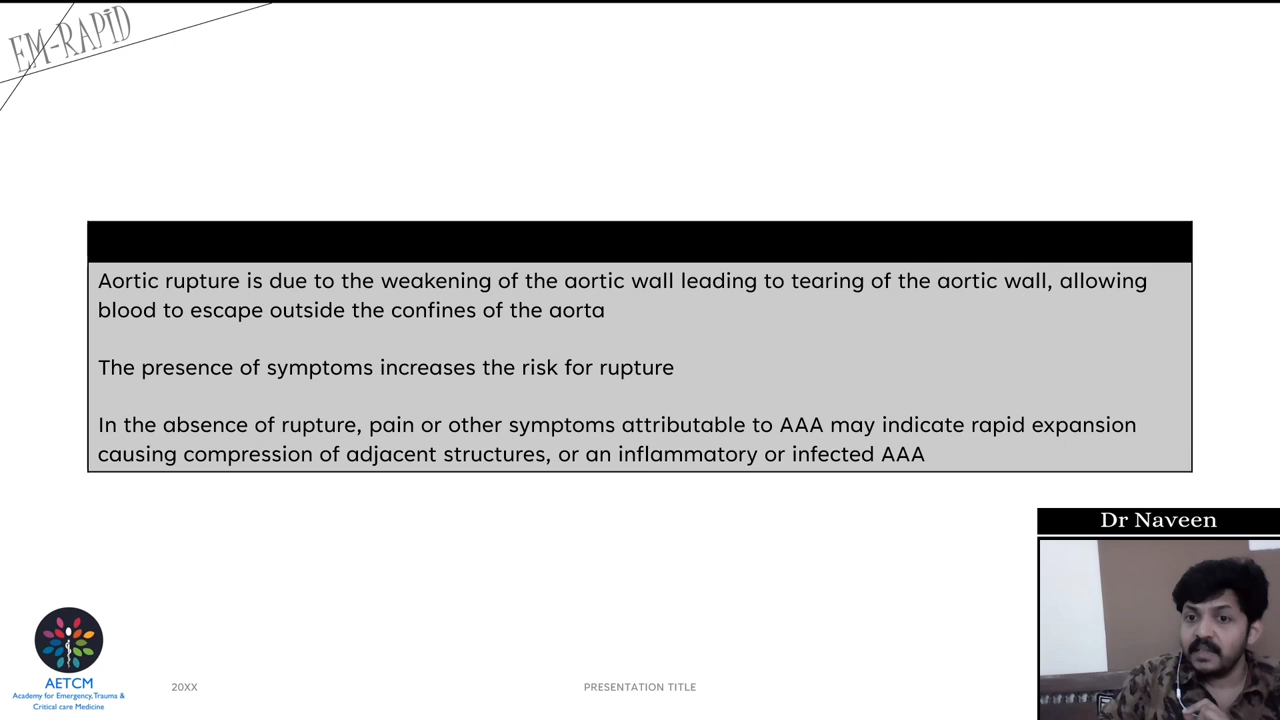 EM-RAPID
Aortic rupture is due to the weakening of the aortic wall leading to tearing of the aortic wall, allowing
blood to escape outside the confines of the aorta
The presence of symptoms increases the risk for rupture
In the absence of rupture, pain or other symptoms attributable to AAA may indicate rapid expansion
causing compression of adjacent structures, or an inflammatory or infected AAA
Dr Naveen
AETCM
Academy for Emergency,Trauma &
Critical care Medicine
20XX
PRESENTATION TITLE